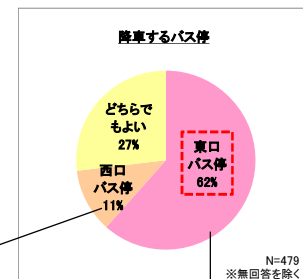 降車するバス停
どちらで
もよい
27%
東口
バス停
62%
西口
バス停
11%
N=479
※無回答を除く